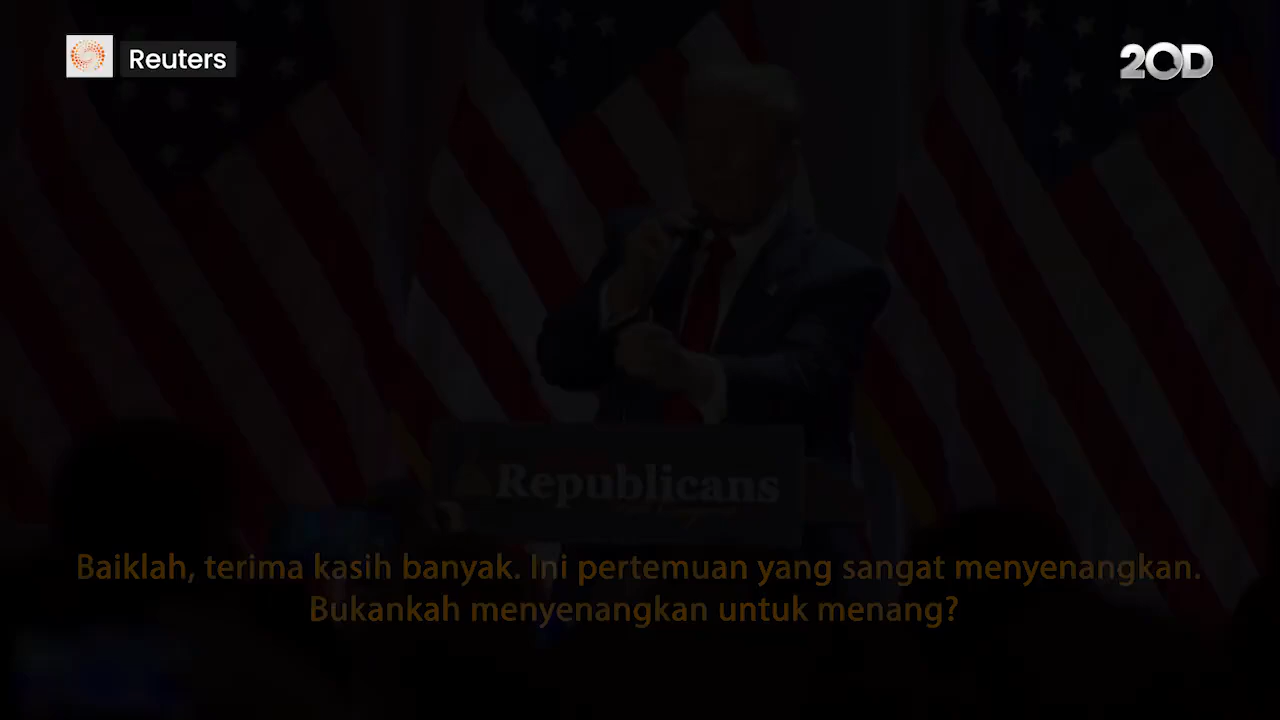 Reuters
20D
Republicans
Baiklah, terima kasih banyak. Ini pertemuan yang sangat menyenangkan.
Bukankah menyenangkan untuk menang?